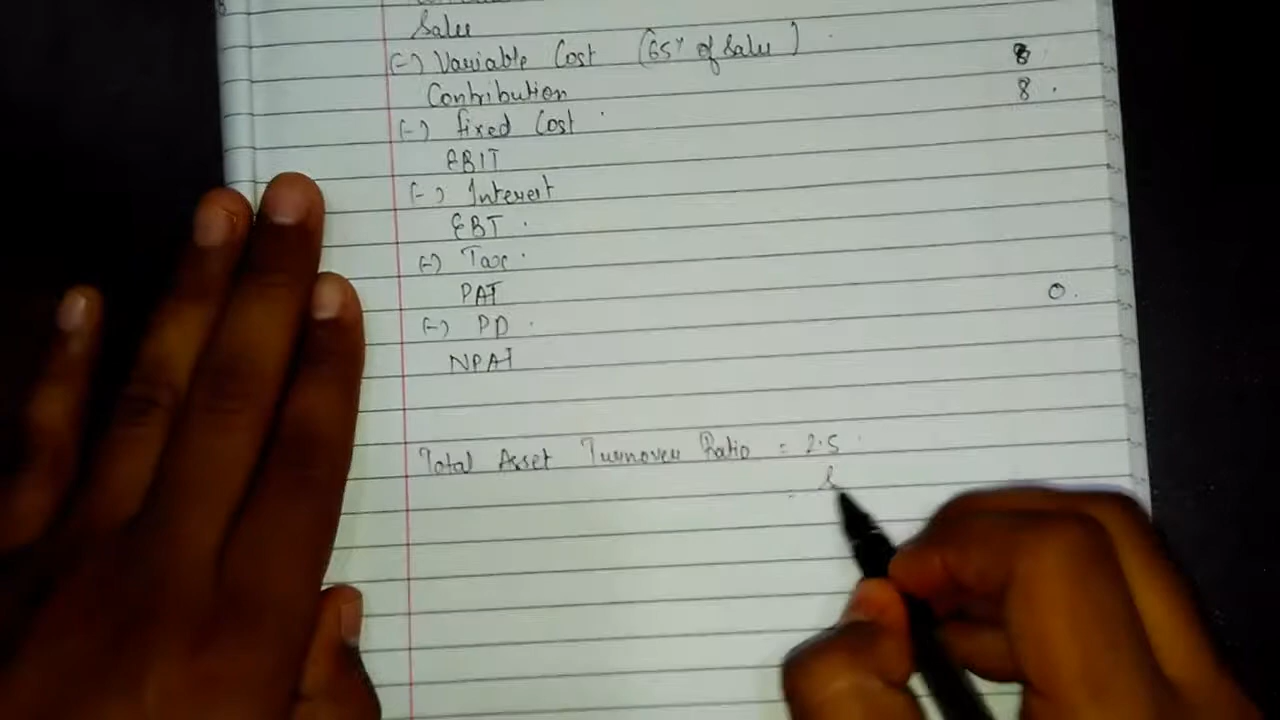 Sales
(-) Variable Cost (65% of Sales) 8
Contribution 8
(-) fixed Cost
EBIT
(-) Interest
EBT
(-) Tax
PAT 0
(-) PD
NPAT
Total Asset Turnover Ratio = 2.5